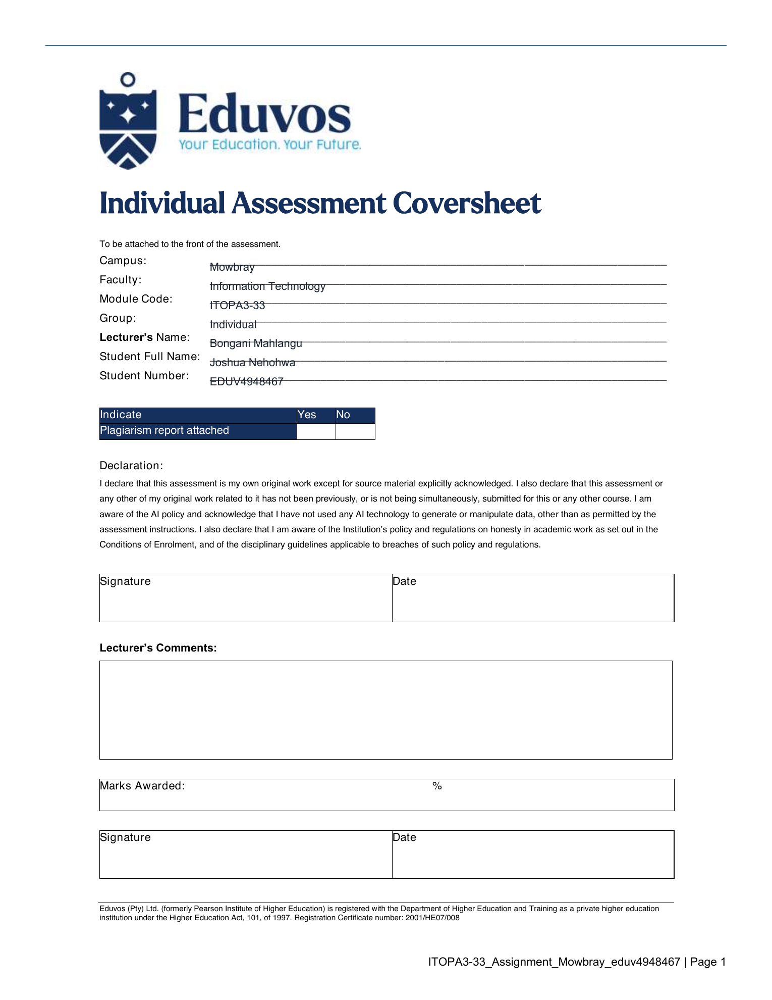 Eduvos
Your Education. Your Future.
Individual Assessment Coversheet
To be attached to the front of the assessment.
Campus: Mowbray
Faculty: Information Technology
Module Code: ITOPA3-33
Group: Individual
Lecturer’s Name: Bongani Mahlangu
Student Full Name: Joshua Nehohwa
Student Number: EDUV4948467
Indicate Yes No
Plagiarism report attached
Declaration:
I declare that this assessment is my own original work except for source material explicitly acknowledged. I also declare that this assessment or
any other of my original work related to it has not been previously, or is not being simultaneously, submitted for this or any other course. I am
aware of the AI policy and acknowledge that I have not used any AI technology to generate or manipulate data, other than as permitted by the
assessment instructions. I also declare that I am aware of the Institution’s policy and regulations on honesty in academic work as set out in the
Conditions of Enrolment, and of the disciplinary guidelines applicable to breaches of such policy and regulations.
Signature Date
Lecturer’s Comments:
Marks Awarded: %
Signature Date
Eduvos (Pty) Ltd. (formerly Pearson Institute of Higher Education) is registered with the Department of Higher Education and Training as a private higher education
institution under the Higher Education Act, 101, of 1997. Registration Certificate number: 2001/HE07/008
ITOPA3-33_Assignment_Mowbray_eduv4948467 | Page 1